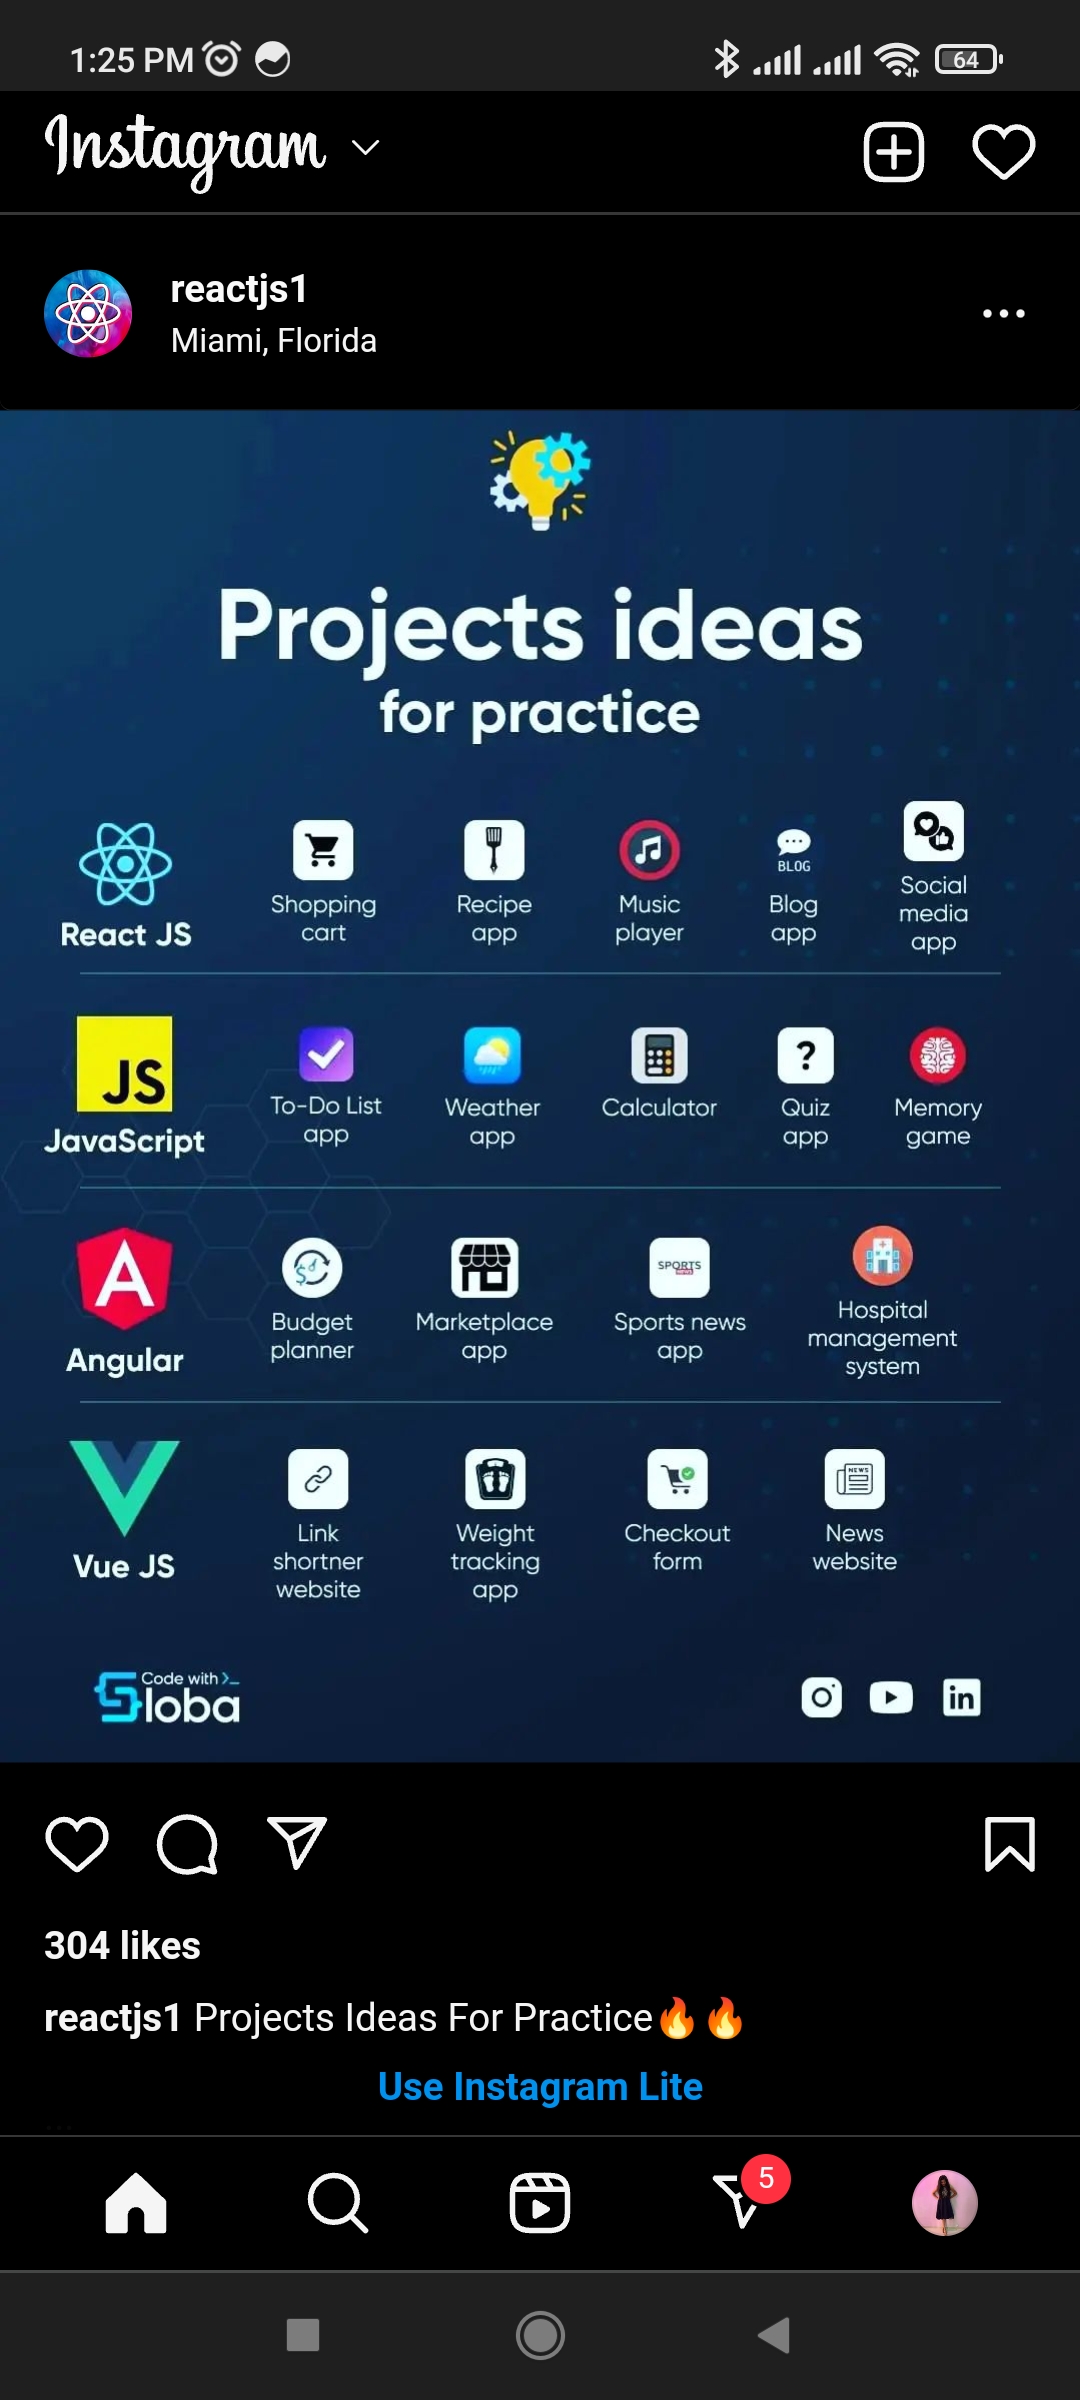 1:25 PM
64
Instagram
reactjs1
Miami, Florida
Projects ideas
for practice
React JS
Shopping
cart
Recipe
app
Music
player
BLOG
Blog
app
Social
media
app
JS
JavaScript
To-Do List
app
Weather
app
Calculator
?
Quiz
app
Memory
game
A
Angular
$
Budget
planner
Marketplace
app
SPORTS
NEWS
Sports news
app
Hospital
management
system
Vue JS
Link
shortner
website
Weight
tracking
app
Checkout
form
NEWS
News
website
Code with >_
Sloba
in
304 likes
reactjs1 Projects Ideas For Practice🔥🔥
Use Instagram Lite
...
5